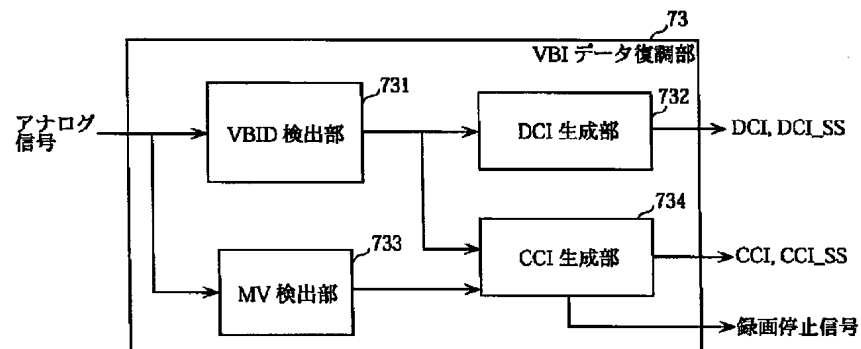 73
VBI データ復調部
731
732
アナログ
信号
VBID 検出部
DCI 生成部
DCI, DCI_SS
733
734
MV 検出部
CCI 生成部
CCI, CCI_SS
録画停止信号